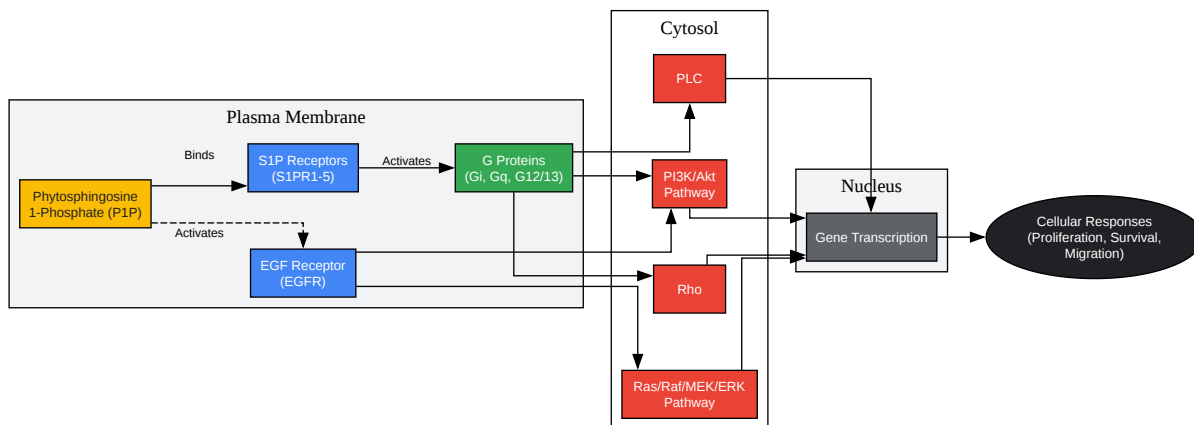 Cytosol
PLC
Plasma Membrane
Binds
S1P Receptors
(S1PR1-5)
Activates
G Proteins
(Gi, Gq, G12/13)
PI3K/Akt
Pathway
Nucleus
Phytosphingosine
1-Phosphate (P1P)
Activates
Gene Transcription
Cellular Responses
(Proliferation, Survival,
Migration)
EGF Receptor
(EGFR)
Rho
Ras/Raf/MEK/ERK
Pathway